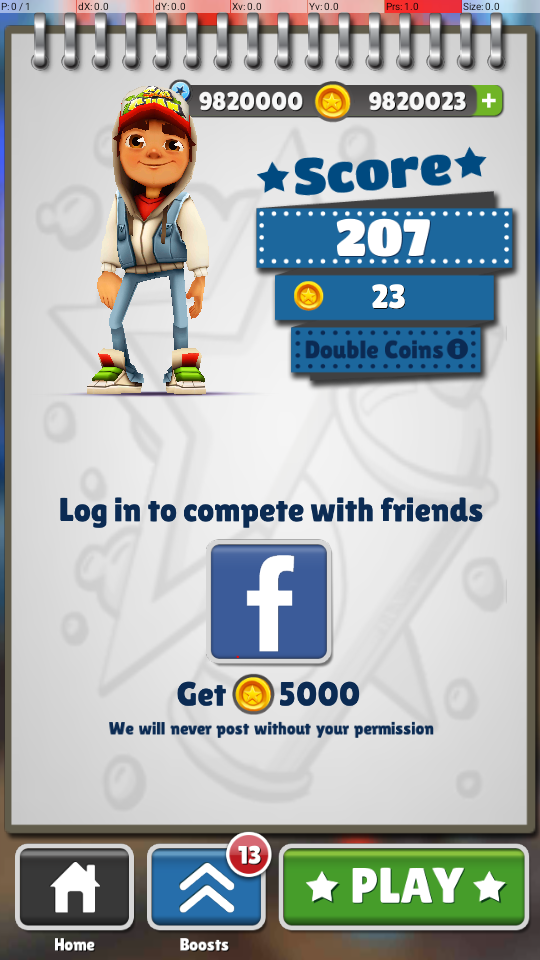 P: 0 / 1 dX: 0.0 dY: 0.0 Xv: 0.0 Yv: 0.0 Prs: 1.0 Size: 0.0
9820000 9820023 +
Score
207
23
Double Coins i
Log in to compete with friends
f
Get 5000
We will never post without your permission
13
PLAY
Home Boosts